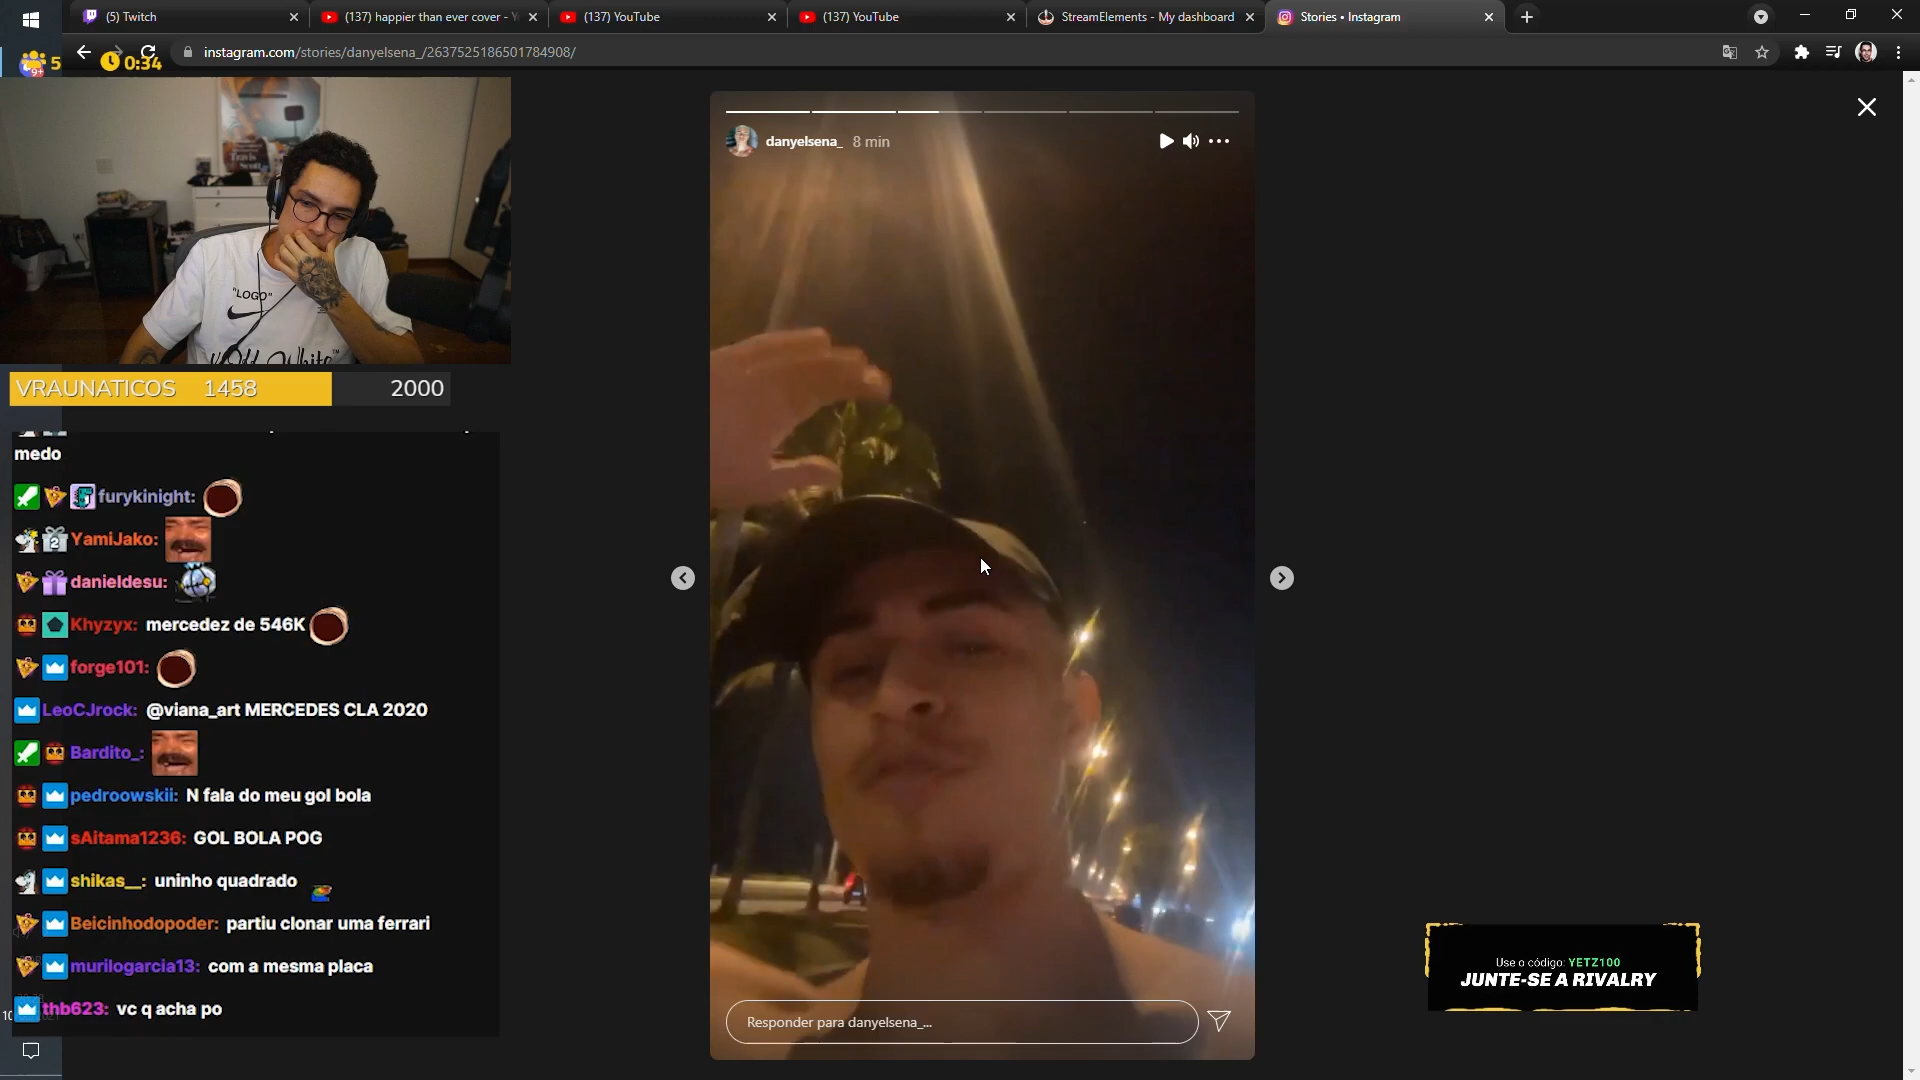 (5) Twitch
(137) happier than ever cover - Y
(137) YouTube
(137) YouTube
StreamElements - My dashboard
Stories • Instagram
9+ 5
0:34
instagram.com/stories/danyelsena_/2637525186501784908/
"LOGO"
VRAUNATICOS 1458 2000
danyelsena_ 8 min
medo
furykinight:
YamiJako:
danieldesu:
Khyzyx: mercedez de 546K
forge101:
LeoCJrock: @viana_art MERCEDES CLA 2020
Bardito_:
pedroowskii: N fala do meu gol bola
sAitama1236: GOL BOLA POG
shikas__: uninho quadrado
Beicinhodopoder: partiu clonar uma ferrari
murilogarcia13: com a mesma placa
thb623: vc q acha po
Responder para danyelsena_...
Use o código: YETZ100
JUNTE-SE A RIVALRY